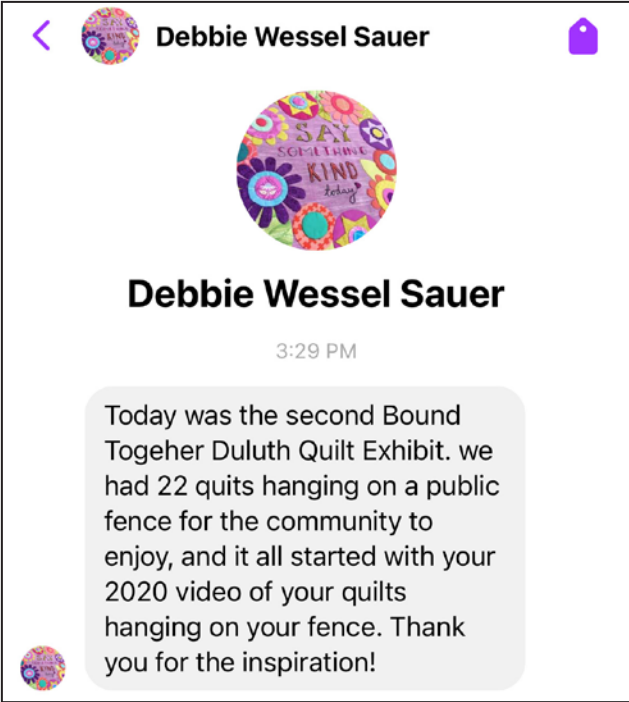 Debbie Wessel Sauer
SAY
SOMETHING
KIND
today
Debbie Wessel Sauer
3:29 PM
Today was the second Bound
Togeher Duluth Quilt Exhibit. we
had 22 quits hanging on a public
fence for the community to
enjoy, and it all started with your
2020 video of your quilts
hanging on your fence. Thank
you for the inspiration!